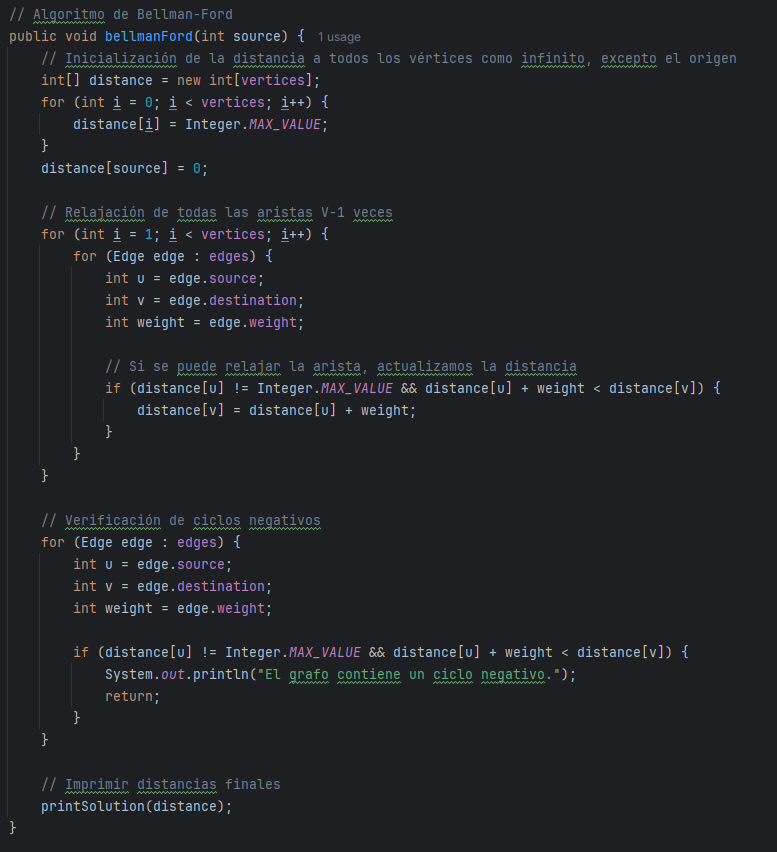 // Algoritmo de Bellman-Ford
public void bellmanFord(int source) { 1 usage
    // Inicialización de la distancia a todos los vértices como infinito, excepto el origen
    int[] distance = new int[vertices];
    for (int i = 0; i < vertices; i++) {
        distance[i] = Integer.MAX_VALUE;
    }
    distance[source] = 0;

    // Relajación de todas las aristas V-1 veces
    for (int i = 1; i < vertices; i++) {
        for (Edge edge : edges) {
            int u = edge.source;
            int v = edge.destination;
            int weight = edge.weight;

            // Si se puede relajar la arista, actualizamos la distancia
            if (distance[u] != Integer.MAX_VALUE && distance[u] + weight < distance[v]) {
                distance[v] = distance[u] + weight;
            }
        }
    }

    // Verificación de ciclos negativos
    for (Edge edge : edges) {
        int u = edge.source;
        int v = edge.destination;
        int weight = edge.weight;

        if (distance[u] != Integer.MAX_VALUE && distance[u] + weight < distance[v]) {
            System.out.println("El grafo contiene un ciclo negativo.");
            return;
        }
    }

    // Imprimir distancias finales
    printSolution(distance);
}